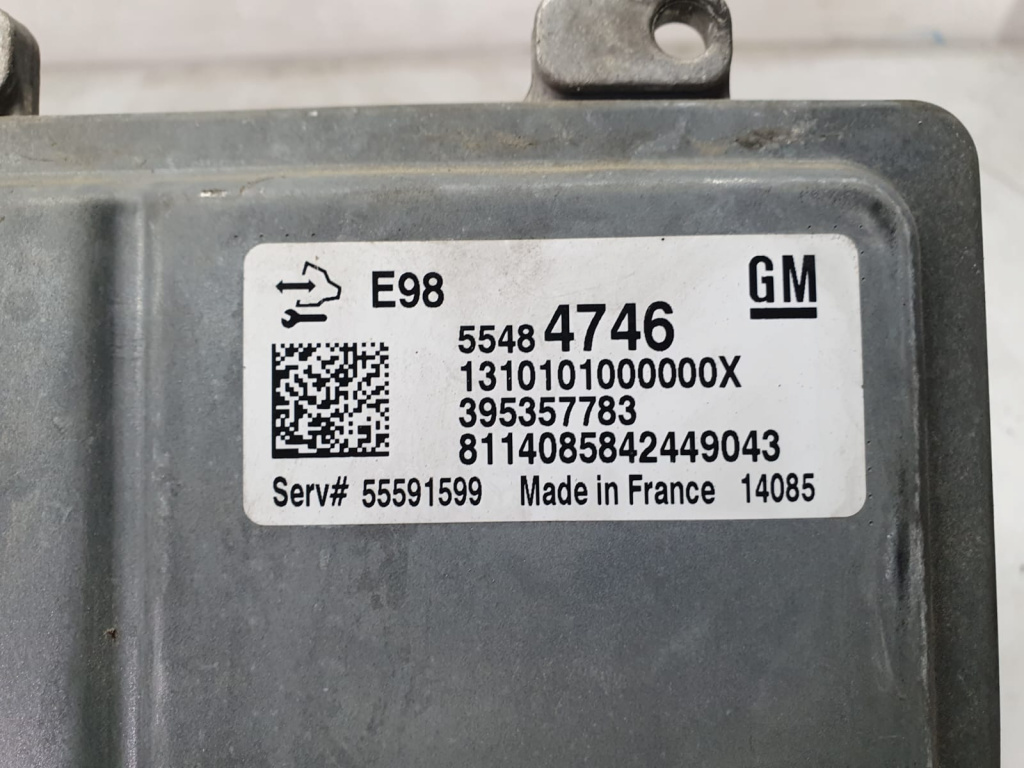 E98
GM
5548 4746
1310101000000X
395357783
8114085842449043
Serv# 55591599 Made in France 14085